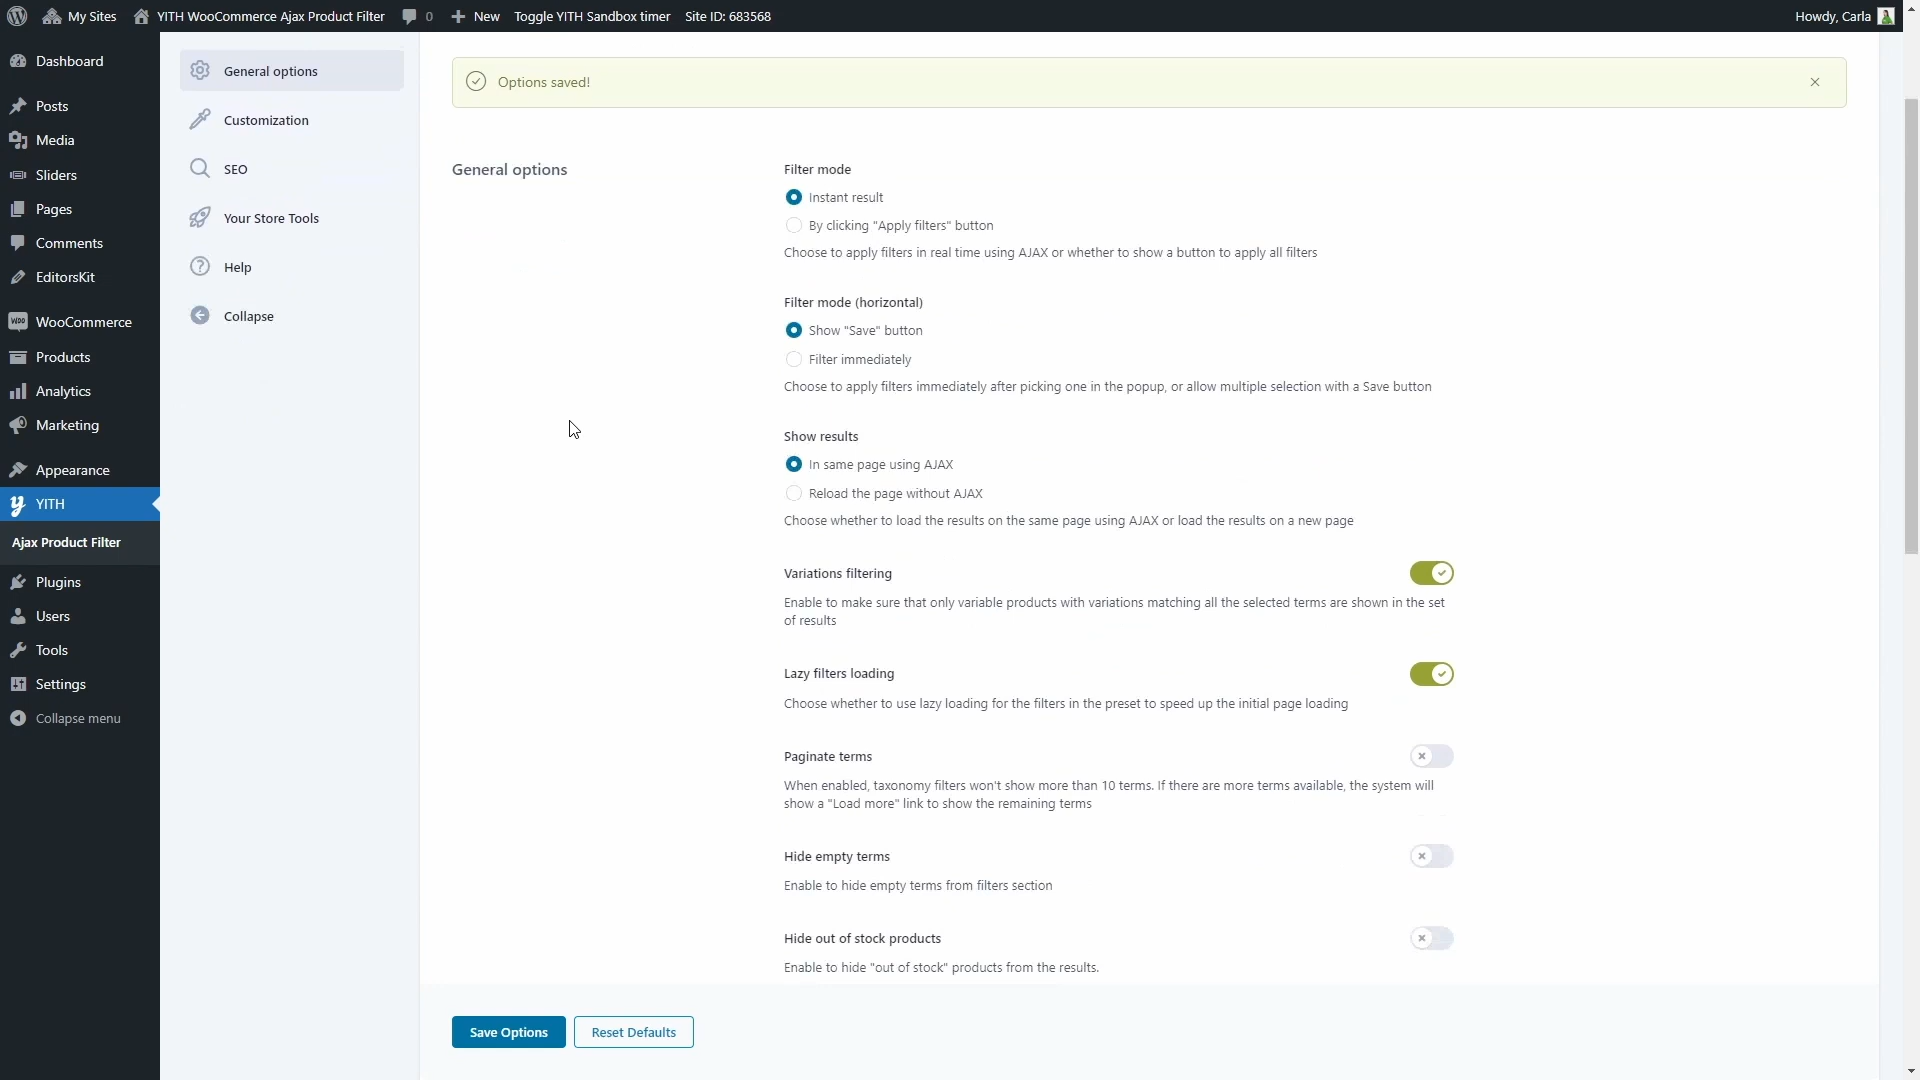 My Sites
YITH WooCommerce Ajax Product Filter
0
New
Toggle YITH Sandbox timer
Site ID: 683568
Howdy, Carla
Dashboard
Posts
Media
Sliders
Pages
Comments
EditorsKit
WooCommerce
Products
Analytics
Marketing
Appearance
YITH
Ajax Product Filter
Plugins
Users
Tools
Settings
Collapse menu
General options
Customization
SEO
Your Store Tools
Help
Collapse
Options saved!
General options
Filter mode
Instant result
By clicking "Apply filters" button
Choose to apply filters in real time using AJAX or whether to show a button to apply all filters
Filter mode (horizontal)
Show "Save" button
Filter immediately
Choose to apply filters immediately after picking one in the popup, or allow multiple selection with a Save button
Show results
In same page using AJAX
Reload the page without AJAX
Choose whether to load the results on the same page using AJAX or load the results on a new page
Variations filtering
Enable to make sure that only variable products with variations matching all the selected terms are shown in the set
of results
Lazy filters loading
Choose whether to use lazy loading for the filters in the preset to speed up the initial page loading
Paginate terms
When enabled, taxonomy filters won't show more than 10 terms. If there are more terms available, the system will
show a "Load more" link to show the remaining terms
Hide empty terms
Enable to hide empty terms from filters section
Hide out of stock products
Enable to hide "out of stock" products from the results.
Save Options
Reset Defaults